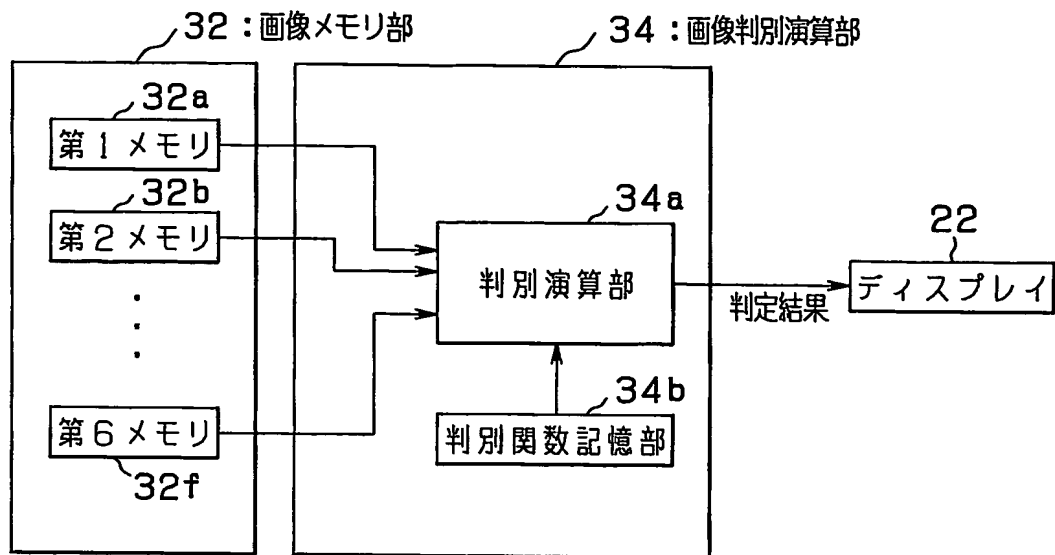 32：画像メモリ部
34：画像判別演算部
32a
第1メモリ
32b
第2メモリ
34a
判別演算部
22
ディスプレイ
判定結果
34b
判別関数記憶部
第6メモリ
32f